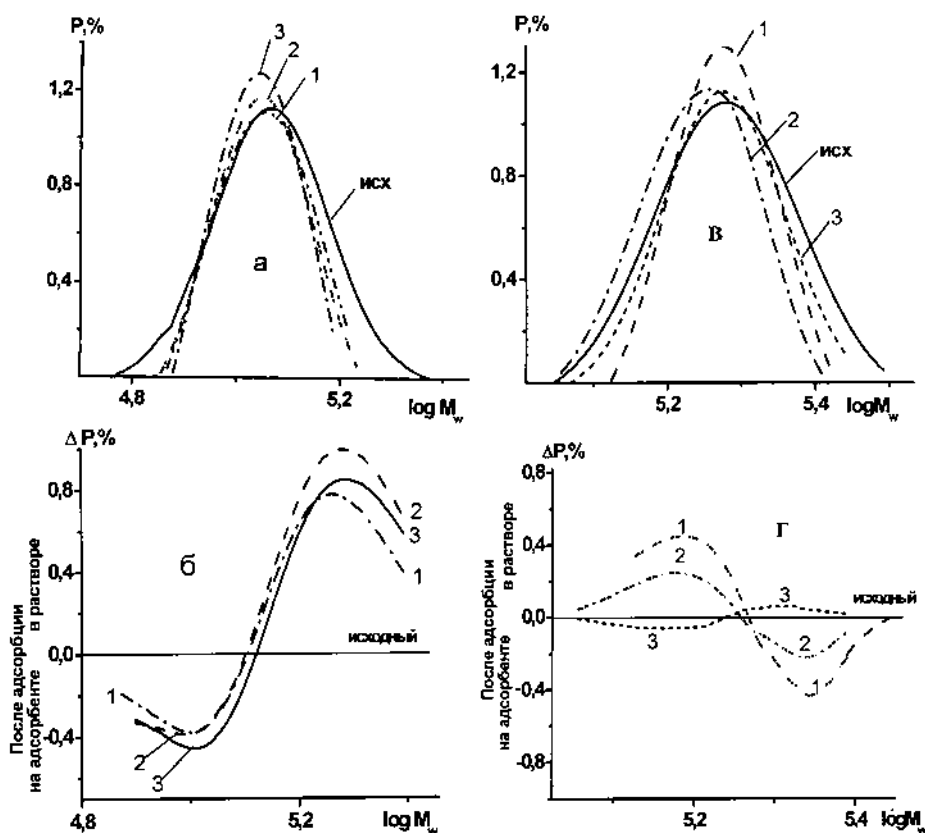 P,%
3
2
1
1,2
0,8
0,4
исх
а
4,8
5,2
log M_w
P,%
1
2
исх
3
1,2
0,8
0,4
в
5,2
5,4
logM_w
Δ P,%
0,8
0,4
0,0
-0,4
б
2
3
1
исходный
1
2
3
После адсорбции
на адсорбенте в растворе
4,8
5,2
log M_w
ΔP,%
0,8
0,4
0,0
-0,4
-0,8
г
1
2
3
исходный
3
2
1
После адсорбции
на адсорбенте в растворе
5,2
5,4
logM_w